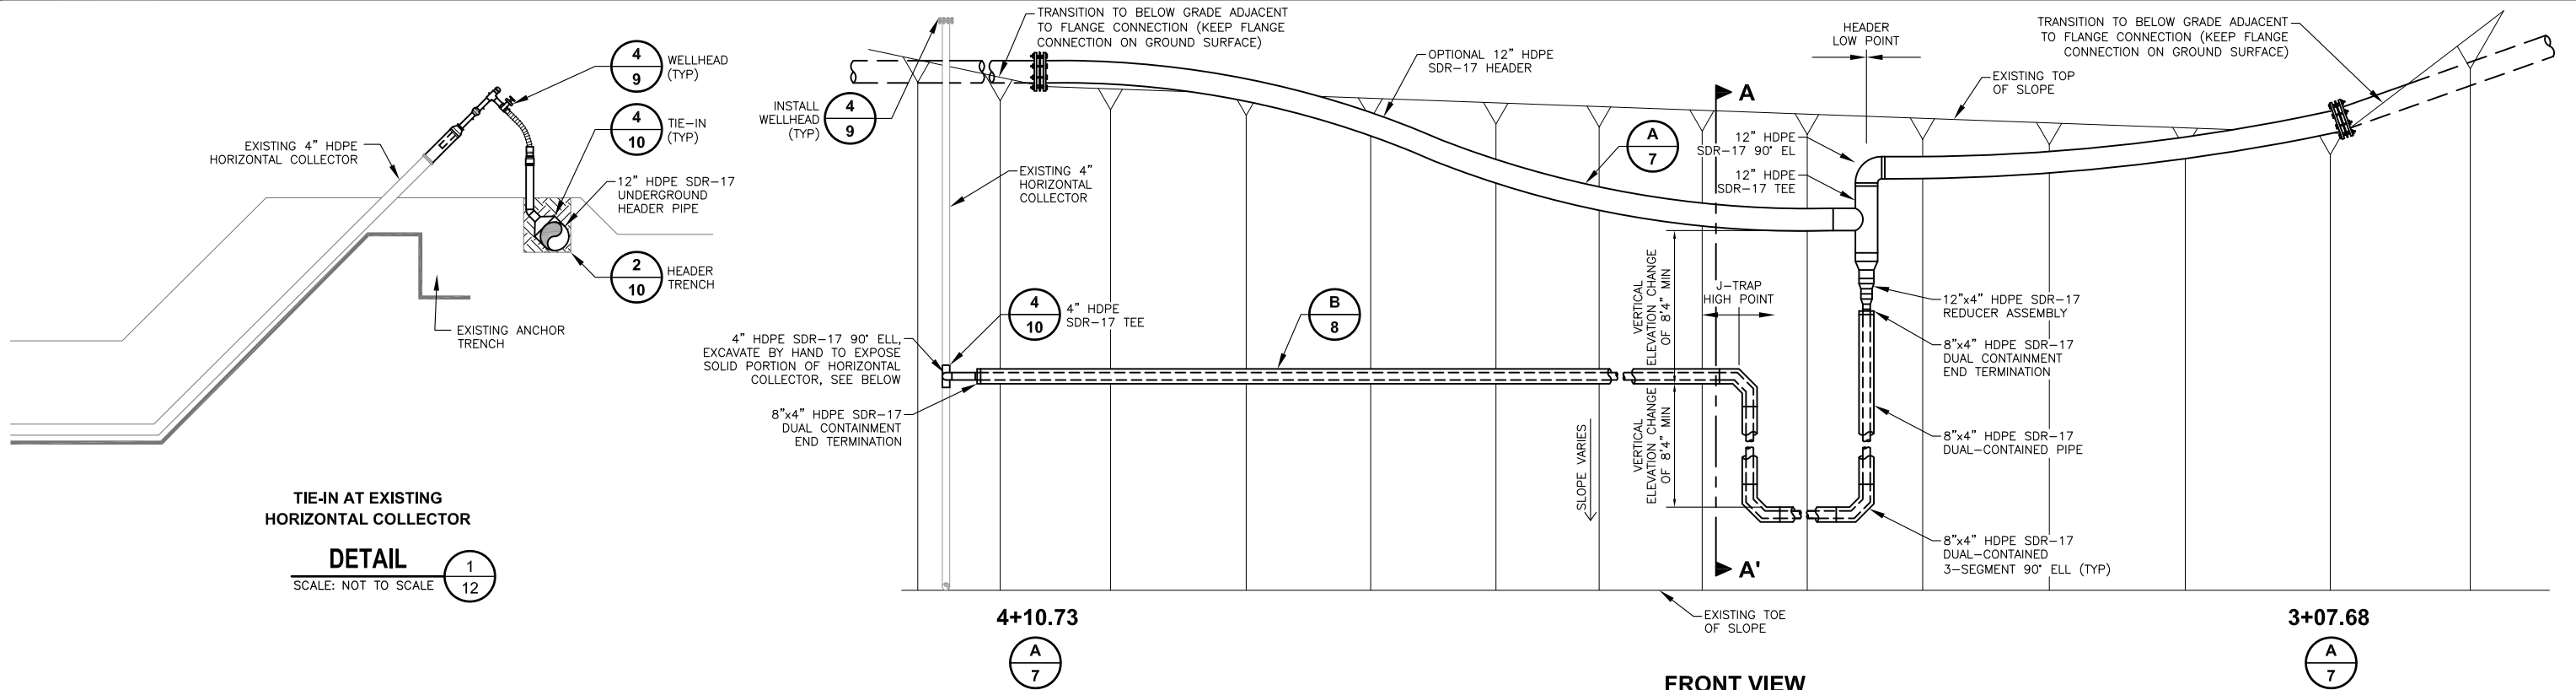 4
9
WELLHEAD
(TYP)
4
10
TIE-IN
(TYP)
EXISTING 4" HDPE
HORIZONTAL COLLECTOR
12" HDPE SDR-17
UNDERGROUND
HEADER PIPE
2
10
HEADER
TRENCH
EXISTING ANCHOR
TRENCH
TIE-IN AT EXISTING
HORIZONTAL COLLECTOR
DETAIL
SCALE: NOT TO SCALE
1
12
TRANSITION TO BELOW GRADE ADJACENT
TO FLANGE CONNECTION (KEEP FLANGE
CONNECTION ON GROUND SURFACE)
OPTIONAL 12" HDPE
SDR-17 HEADER
HEADER
LOW POINT
TRANSITION TO BELOW GRADE ADJACENT
TO FLANGE CONNECTION (KEEP FLANGE
CONNECTION ON GROUND SURFACE)
EXISTING TOP
OF SLOPE
INSTALL
WELLHEAD
(TYP)
4
9
A
A
7
12" HDPE
SDR-17 90° EL
12" HDPE
SDR-17 TEE
EXISTING 4"
HORIZONTAL
COLLECTOR
VERTICAL
ELEVATION CHANGE
OF 8'4" MIN
J-TRAP
HIGH POINT
4
10
4" HDPE
SDR-17 TEE
B
8
12"x4" HDPE SDR-17
REDUCER ASSEMBLY
4" HDPE SDR-17 90° ELL,
EXCAVATE BY HAND TO EXPOSE
SOLID PORTION OF HORIZONTAL
COLLECTOR, SEE BELOW
8"x4" HDPE SDR-17
DUAL CONTAINMENT
END TERMINATION
8"x4" HDPE SDR-17
DUAL CONTAINMENT
END TERMINATION
VERTICAL
ELEVATION CHANGE
OF 8'4" MIN
SLOPE VARIES
8"x4" HDPE SDR-17
DUAL-CONTAINED PIPE
8"x4" HDPE SDR-17
DUAL-CONTAINED
3-SEGMENT 90° ELL (TYP)
A'
EXISTING TOE
OF SLOPE
4+10.73
A
7
3+07.68
A
7
FRONT VIEW